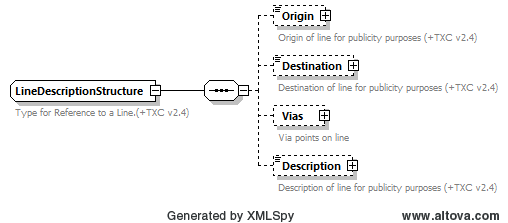 Origin
Origin of line for publicity purposes (+TXC v2.4)
Destination
Destination of line for publicity purposes (+TXC v2.4)
LineDescriptionStructure
Type for Reference to a Line.(+TXC v2.4)
Vias
Via points on line
Description
Description of line for publicity purposes (+TXC v2.4)
Generated by XMLSpy
www.altova.com